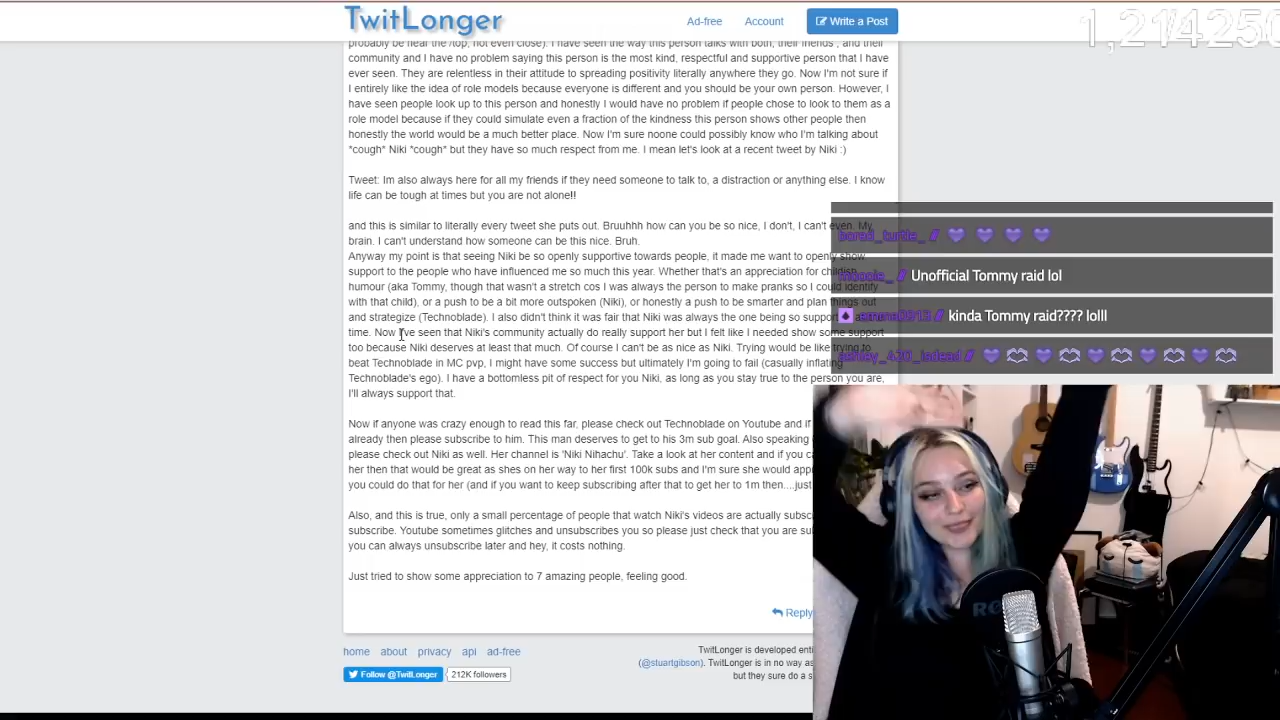 TwitLonger
Ad-free
Account
Write a Post
probably be near the /top, not even close). I have seen the way this person talks with both, their friends , and their
community and I have no problem saying this person is the most kind, respectful and supportive person that I have
ever seen. They are relentless in their attitude to spreading positivity literally anywhere they go. Now I'm not sure if
I entirely like the idea of role models because everyone is different and you should be your own person. However, I
have seen people look up to this person and honestly I would have no problem if people chose to look to them as a
role model because if they could simulate even a fraction of the kindness this person shows other people then
honestly the world would be a much better place. Now I'm sure noone could possibly know who I'm talking about
*cough* Niki *cough* but they have so much respect from me. I mean let's look at a recent tweet by Niki :)
Tweet: Im also always here for all my friends if they need someone to talk to, a distraction or anything else. I know
life can be tough at times but you are not alone!!
and this is similar to literally every tweet she puts out. Bruuhhh how can you be so nice, I don't, I can't even. My
brain. I can't understand how someone can be this nice. Bruh.
Anyway my point is that seeing Niki be so openly supportive towards people, it made me want to openly show
support to the people who have influenced me so much this year. Whether that's an appreciation for childish
humour (aka Tommy, though that wasn't a stretch cos I was always the person to make pranks so I could identify
with that child), or a push to be a bit more outspoken (Niki), or honestly a push to be smarter and plan things out
and strategize (Technoblade). I also didn't think it was fair that Niki was always the one being so support
time. Now I've seen that Niki's community actually do really support her but I felt like I needed show some support
too because Niki deserves at least that much. Of course I can't be as nice as Niki. Trying would be like trying to
beat Technoblade in MC pvp, I might have some success but ultimately I'm going to fail (casually inflating
Technoblade's ego). I have a bottomless pit of respect for you Niki, as long as you stay true to the person you are,
I'll always support that.
Now if anyone was crazy enough to read this far, please check out Technoblade on Youtube and if
already then please subscribe to him. This man deserves to get to his 3m sub goal. Also speaking
please check out Niki as well. Her channel is 'Niki Nihachu'. Take a look at her content and if you ca
her then that would be great as shes on her way to her first 100k subs and I'm sure she would app
you could do that for her (and if you want to keep subscribing after that to get her to 1m then....just
Also, and this is true, only a small percentage of people that watch Niki's videos are actually subsc
subscribe. Youtube sometimes glitches and unsubscribes you so please just check that you are su
you can always unsubscribe later and hey, it costs nothing.
Just tried to show some appreciation to 7 amazing people, feeling good.
Reply
home about privacy api ad-free
Follow @TwitLonger 212K followers
TwitLonger is developed enti
(@stuartgibson). TwitLonger is in no way as
but they sure do a s
bored_turtle_ //
// Unofficial Tommy raid lol
// kinda Tommy raid???? lolll
//